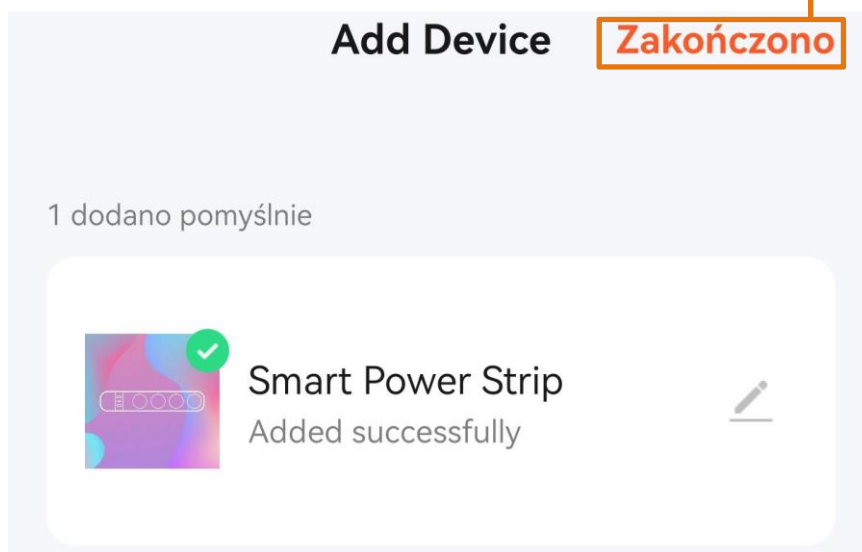 Add Device Zakończono
1 dodano pomyślnie
Smart Power Strip
Added successfully